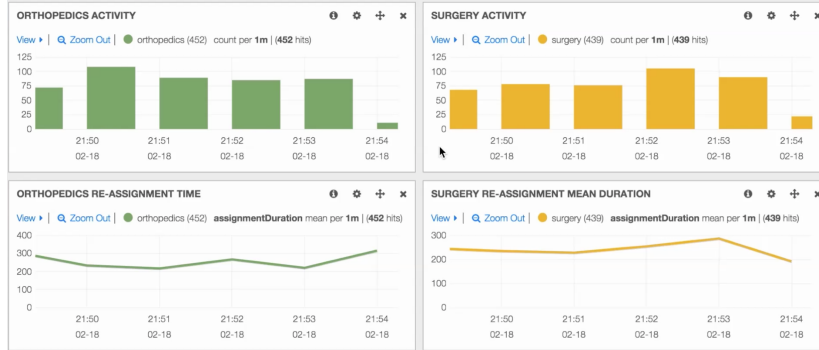 ORTHOPEDICS ACTIVITY
View | Zoom Out | orthopedics (452) count per 1m | (452 hits)
125
100
75
50
25
0
21:50 21:51 21:52 21:53 21:54
02-18 02-18 02-18 02-18 02-18
SURGERY ACTIVITY
View | Zoom Out | surgery (439) count per 1m | (439 hits)
125
100
75
50
25
0
21:50 21:51 21:52 21:53 21:54
02-18 02-18 02-18 02-18 02-18
ORTHOPEDICS RE-ASSIGNMENT TIME
View | Zoom Out | orthopedics (452) assignmentDuration mean per 1m | (452 hits)
400
300
200
100
0
21:50 21:51 21:52 21:53 21:54
02-18 02-18 02-18 02-18 02-18
SURGERY RE-ASSIGNMENT MEAN DURATION
View | Zoom Out | surgery (439) assignmentDuration mean per 1m | (439 hits)
300
200
100
0
21:50 21:51 21:52 21:53 21:54
02-18 02-18 02-18 02-18 02-18